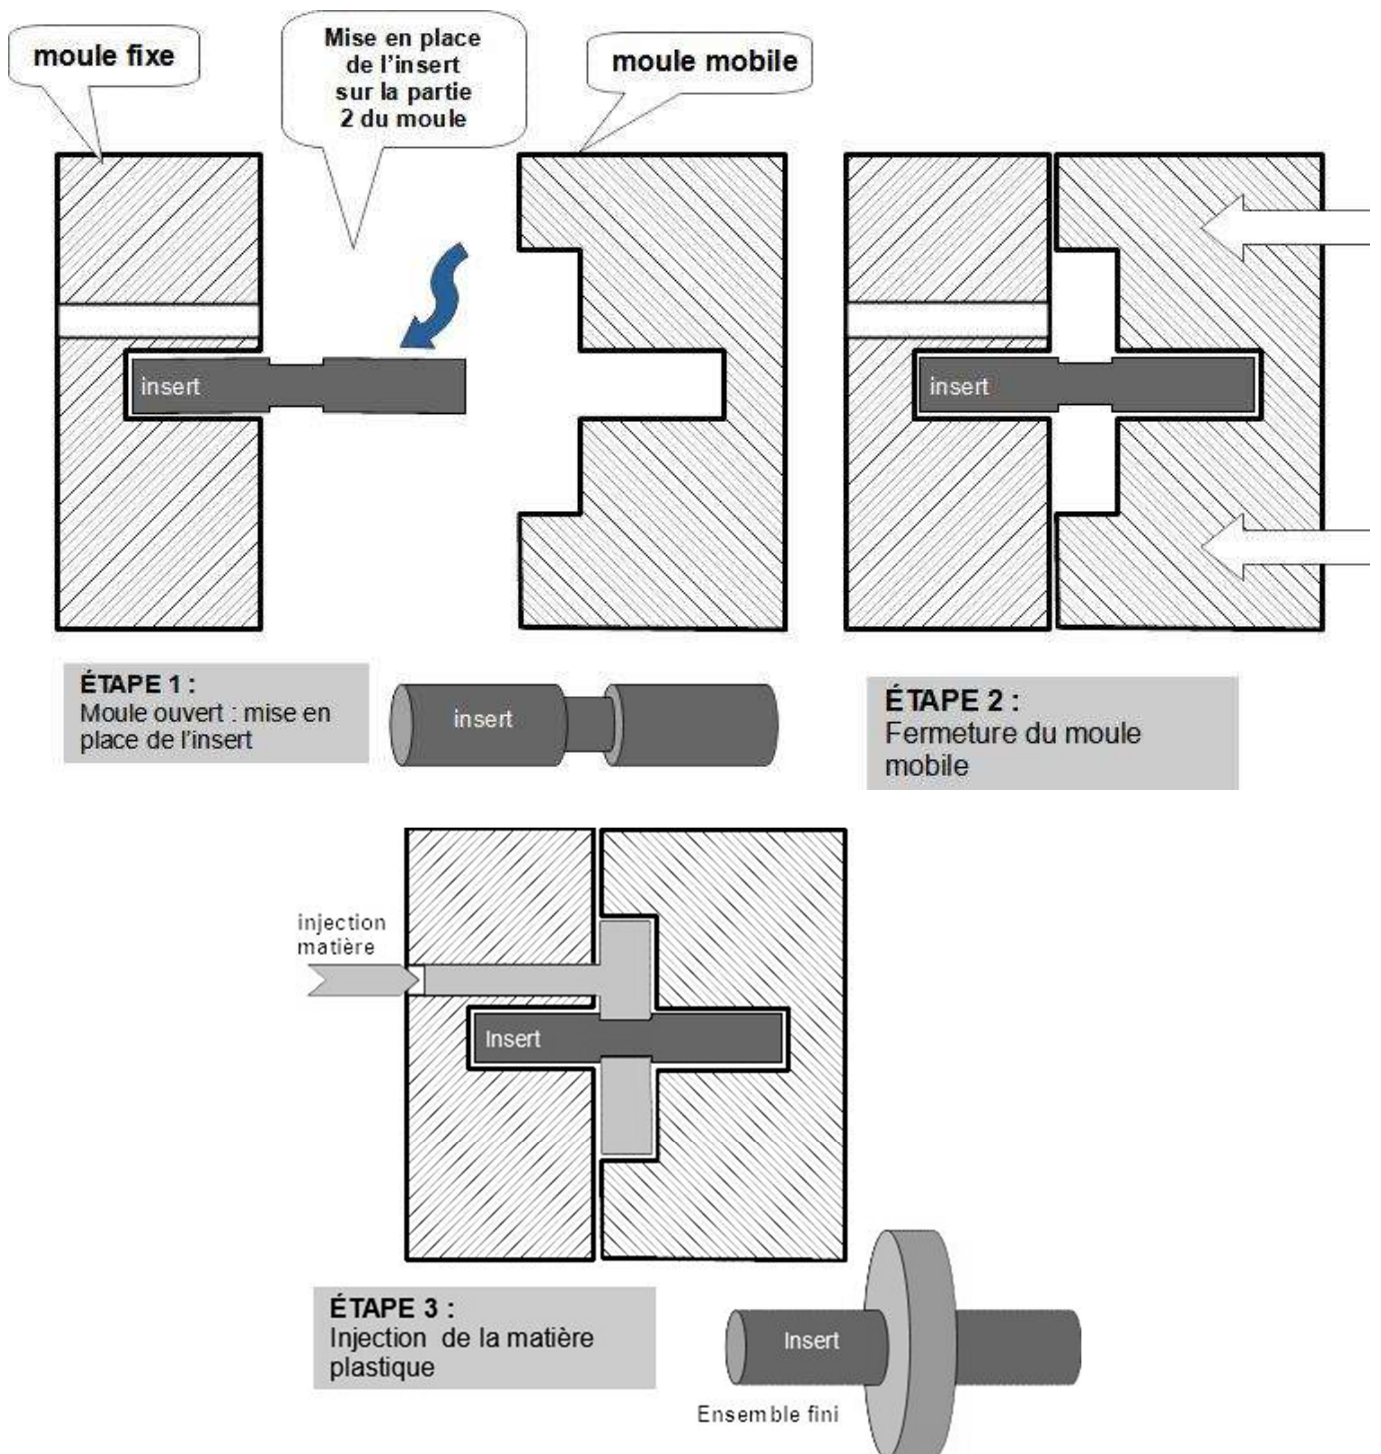 moule fixe
Mise en place
de l'insert
sur la partie
2 du moule
moule mobile
insert
insert
ÉTAPE 1 :
Moule ouvert : mise en
place de l'insert
insert
ÉTAPE 2 :
Fermeture du moule
mobile
injection
matière
Insert
ÉTAPE 3 :
Injection de la matière
plastique
Insert
Ensemble fini